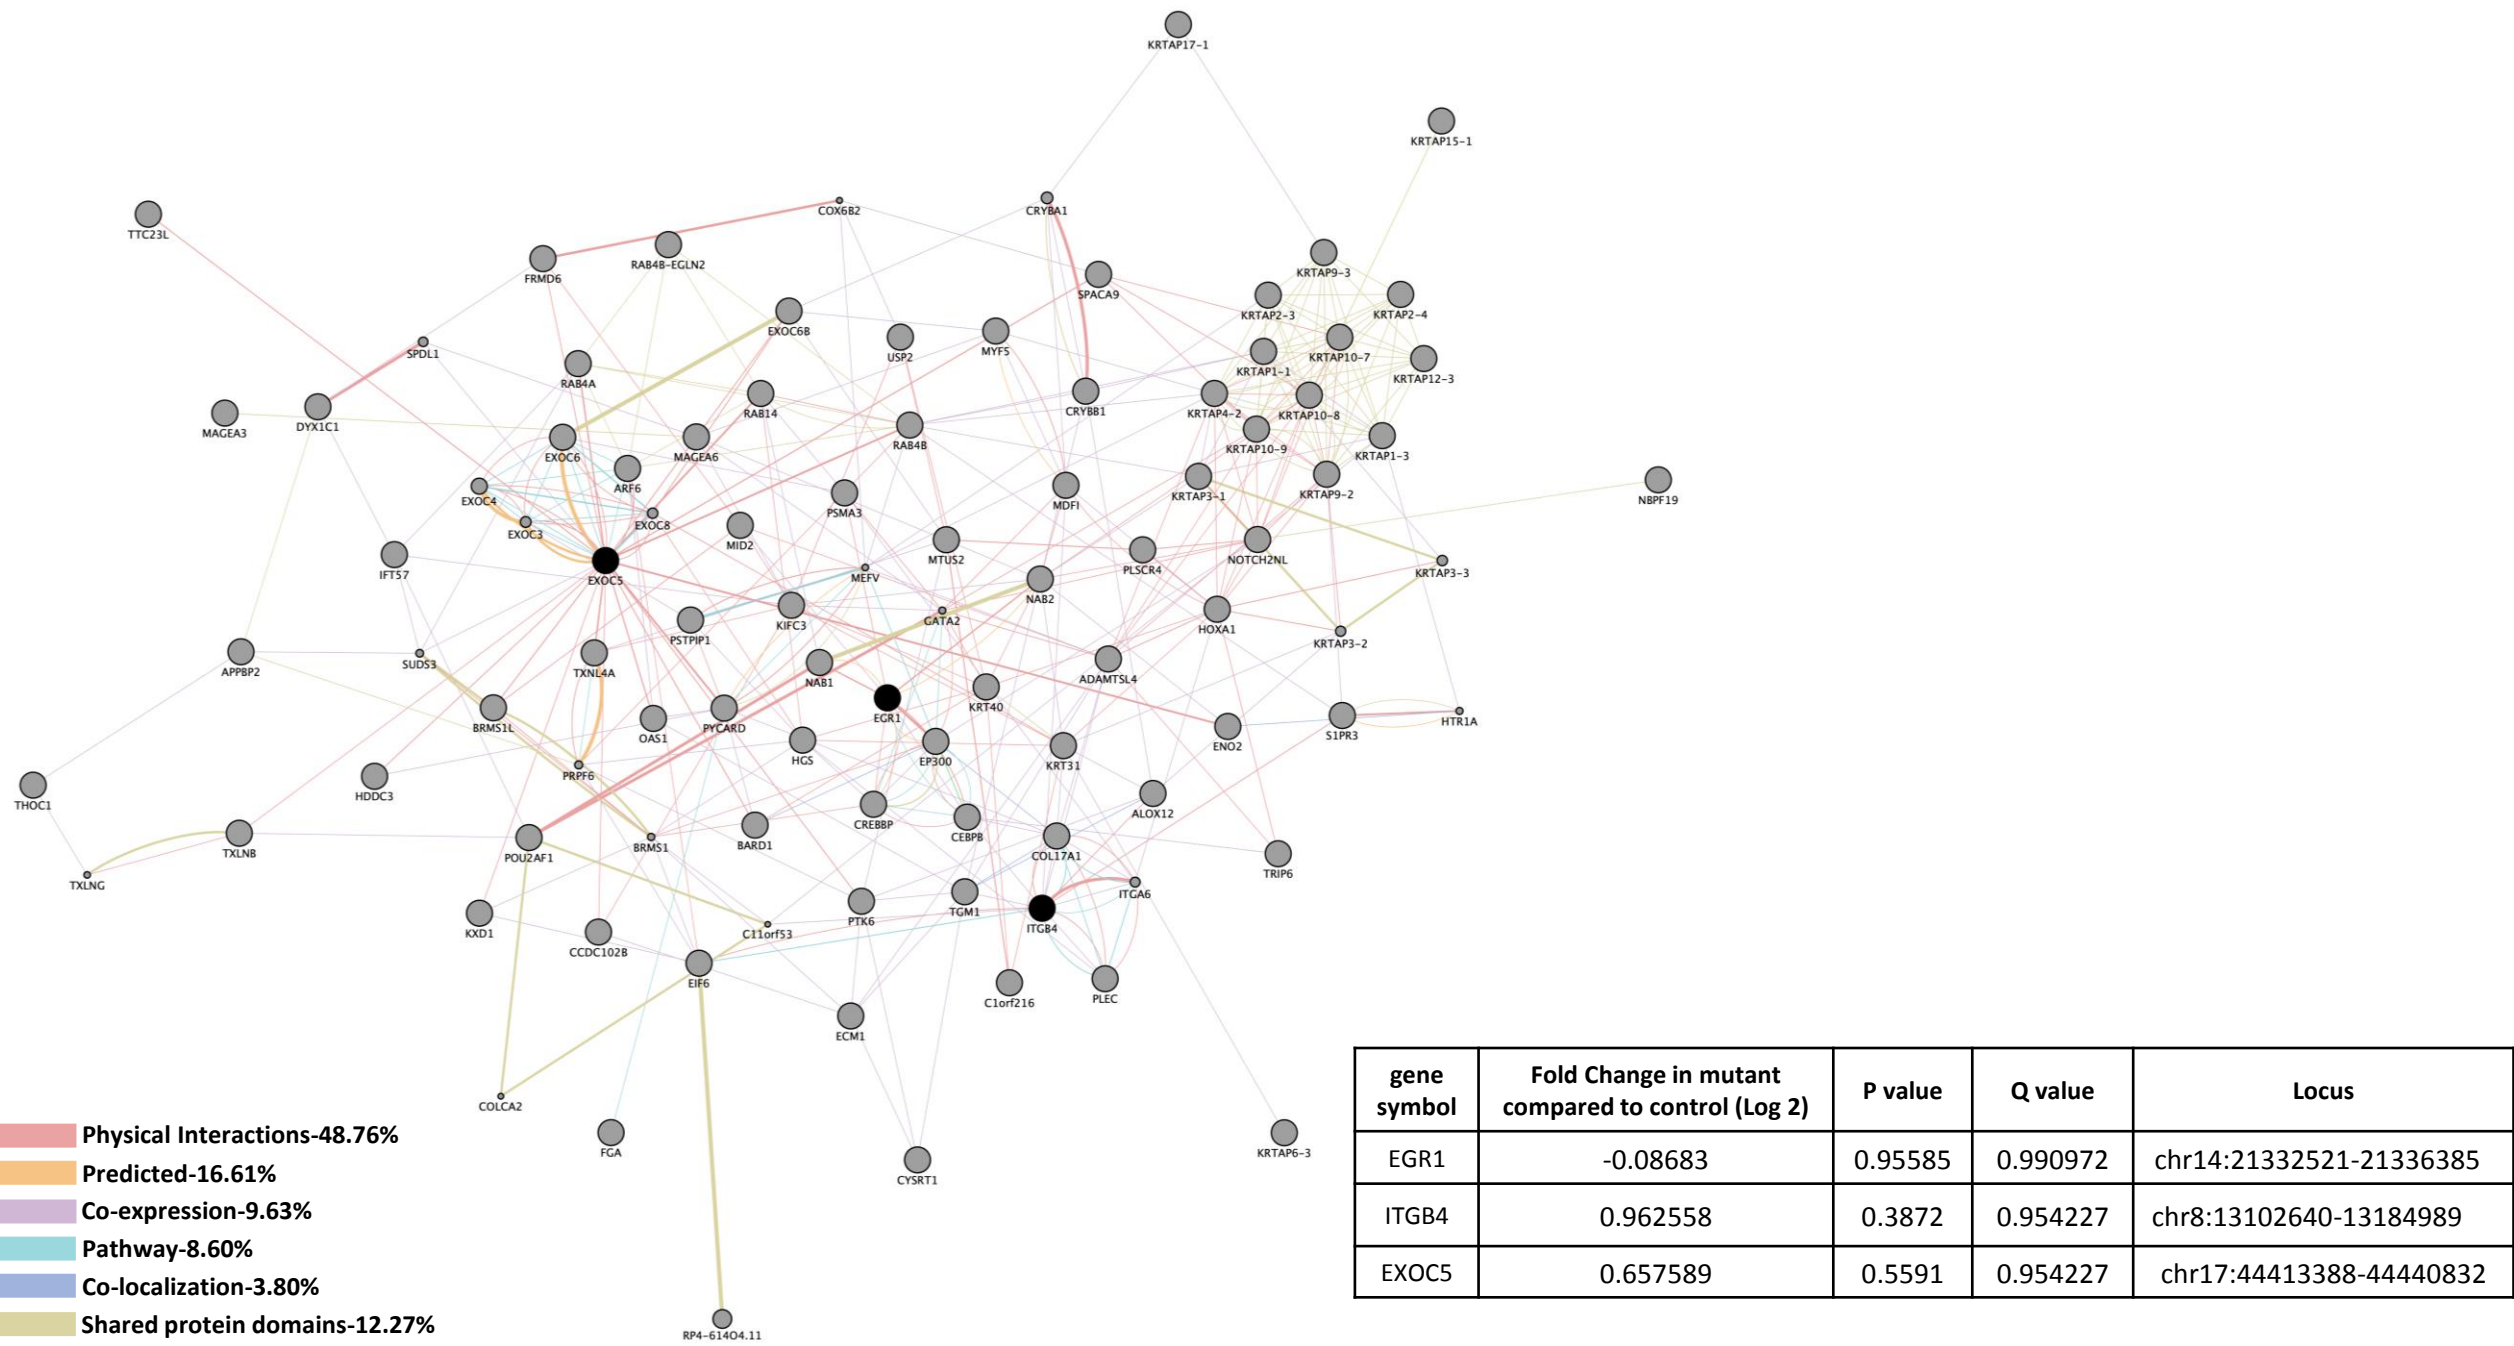 KRTAP17-1
KRTAP15-1
COX6B2
CRYBA1
TTC23L
FRMD6
RAB4B-EGLN2
KRTAP9-3
SPACA9
KRTAP2-3
KRTAP2-4
EXOC6B
USP2
MYF5
SPDL1
KRTAP10-7
KRTAP1-1
KRTAP12-3
RAB4A
RAB14
CRYBB1
KRTAP4-2
KRTAP10-8
MAGEA3
DYX1C1
RAB4B
EXOC6
MAGEA6
KRTAP10-9
KRTAP1-3
ARF6
EXOC4
PSMA3
MDFI
KRTAP3-1
KRTAP9-2
NBPF19
EXOC3
EXOC8
MID2
IFT57
EXOC5
MTUS2
MEFV
PLSCR4
NOTCH2NL
KRTAP3-3
NAB2
PSTPIP1
KIFC3
GATA2
HOXA1
KRTAP3-2
APPBP2
SUDS3
TXNL4A
NAB1
ADAMTSL4
BRMS1L
OAS1
PYCARD
EGR1
KRT40
ENO2
S1PR3
HTR1A
HGS
EP300
KRT31
PRPF6
THOC1
HDDC3
CREBBP
CEBPB
ALOX12
TXLNB
POU2AF1
BRMS1
BARD1
COL17A1
TRIP6
TXLNG
ITGA6
KXD1
CCDC102B
C11orf53
PTK6
TGM1
ITGB4
EIF6
C1orf216
PLEC
ECM1
COLCA2
FGA
CYSRT1
KRTAP6-3
RP4-614O4.11
Physical Interactions-48.76%
Predicted-16.61%
Co-expression-9.63%
Pathway-8.60%
Co-localization-3.80%
Shared protein domains-12.27%
gene symbol Fold Change in mutant compared to control (Log 2) P value Q value Locus
EGR1 -0.08683 0.95585 0.990972 chr14:21332521-21336385
ITGB4 0.962558 0.3872 0.954227 chr8:13102640-13184989
EXOC5 0.657589 0.5591 0.954227 chr17:44413388-44440832